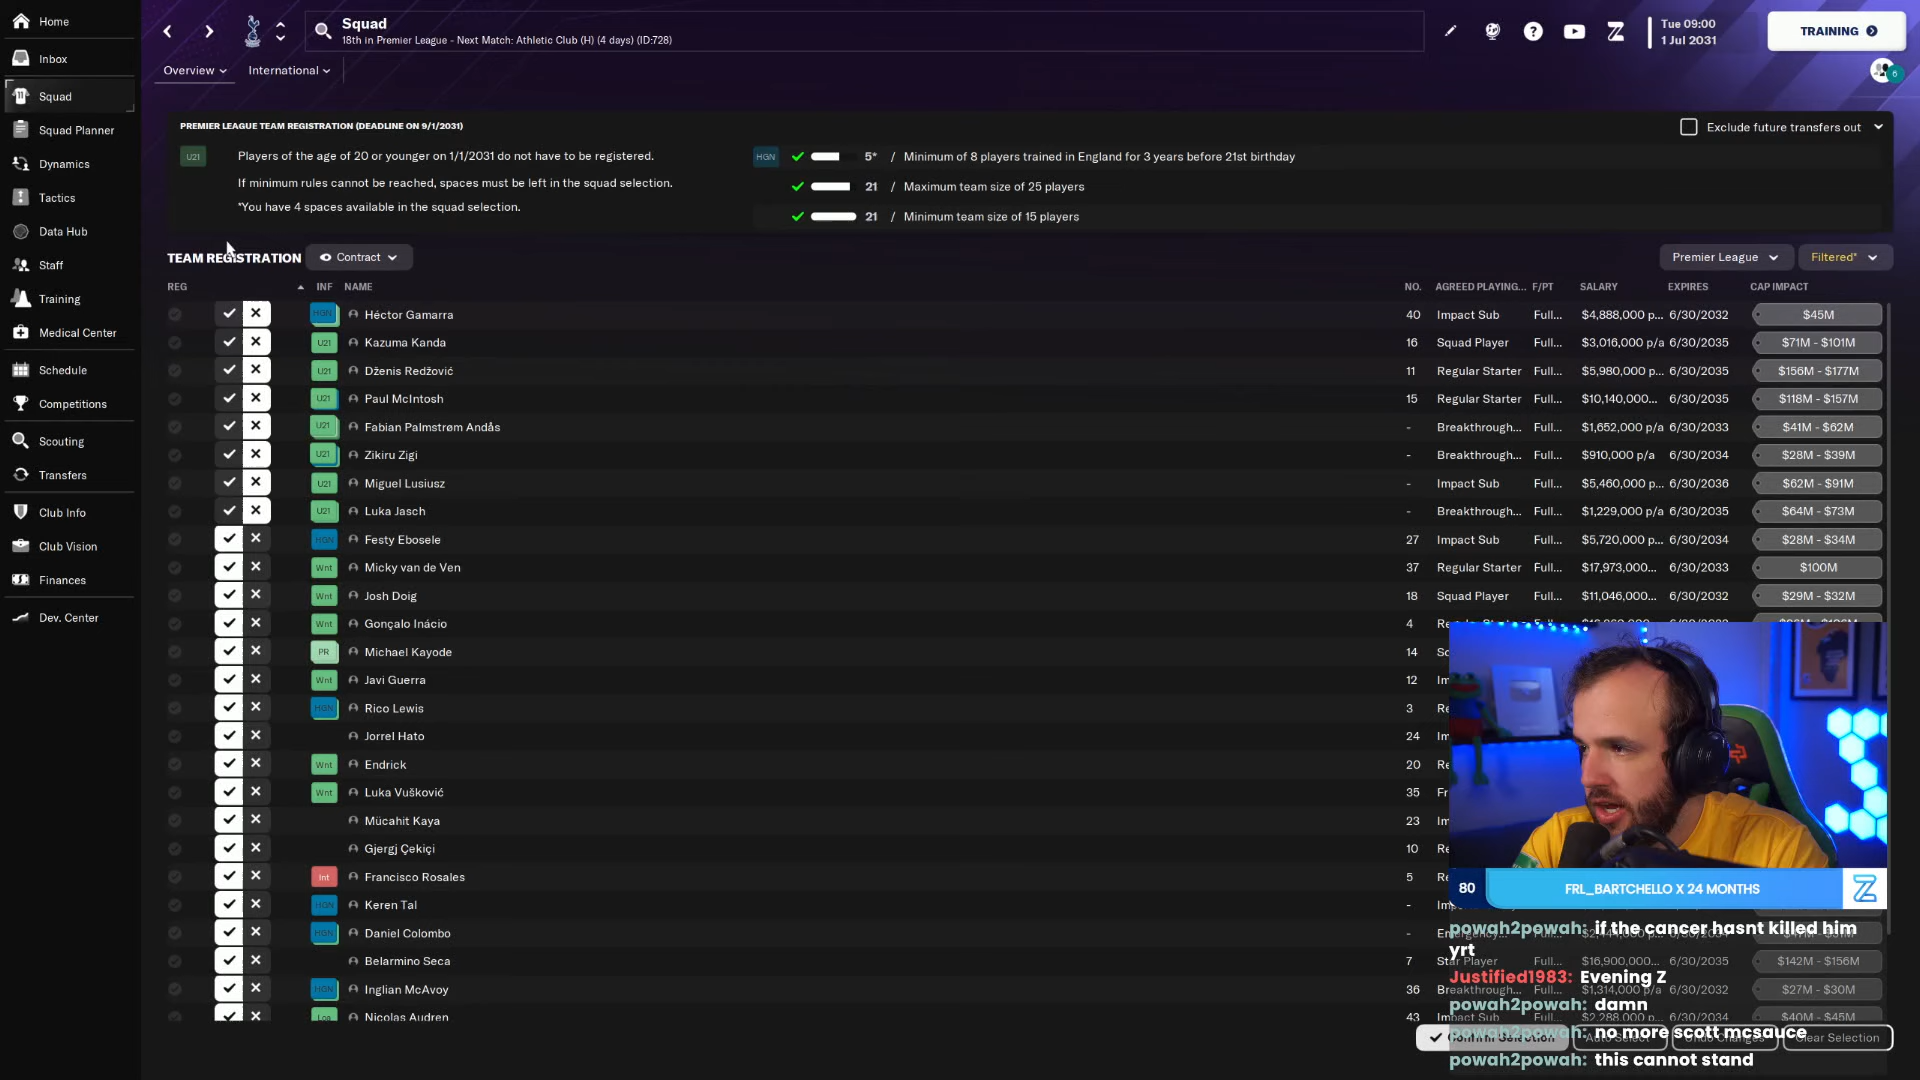 Home
Inbox
Squad
Squad Planner
Dynamics
Tactics
Data Hub
Staff
Training
Medical Center
Schedule
Competitions
Scouting
Transfers
Club Info
Club Vision
Finances
Dev. Center
Squad
18th in Premier League - Next Match: Athletic Club (H) (4 days) (ID:728)
Tue 09:00
1 Jul 2031
TRAINING
6
Overview
International
PREMIER LEAGUE TEAM REGISTRATION (DEADLINE ON 9/1/2031)
Exclude future transfers out
U21 Players of the age of 20 or younger on 1/1/2031 do not have to be registered.
If minimum rules cannot be reached, spaces must be left in the squad selection.
*You have 4 spaces available in the squad selection.
HGN 5* / Minimum of 8 players trained in England for 3 years before 21st birthday
21 / Maximum team size of 25 players
21 / Minimum team size of 15 players
TEAM REGISTRATION Contract Premier League Filtered*
REG INF NAME NO. AGREED PLAYING... F/PT SALARY EXPIRES CAP IMPACT
HGN Héctor Gamarra 40 Impact Sub Full... $4,888,000 p... 6/30/2032 $45M
U21 Kazuma Kanda 16 Squad Player Full... $3,016,000 p/a 6/30/2035 $71M - $101M
U21 Dženis Redžović 11 Regular Starter Full... $5,980,000 p... 6/30/2035 $156M - $177M
U21 Paul McIntosh 15 Regular Starter Full... $10,140,000... 6/30/2035 $118M - $157M
U21 Fabian Palmstrøm Andås - Breakthrough... Full... $1,652,000 p/a 6/30/2033 $41M - $62M
U21 Zikiru Zigi - Breakthrough... Full... $910,000 p/a 6/30/2034 $28M - $39M
U21 Miguel Lusiusz - Impact Sub Full... $5,460,000 p... 6/30/2036 $62M - $91M
U21 Luka Jasch - Breakthrough... Full... $1,229,000 p/a 6/30/2035 $64M - $73M
HGN Festy Ebosele 27 Impact Sub Full... $5,720,000 p... 6/30/2034 $28M - $34M
Wnt Micky van de Ven 37 Regular Starter Full... $17,973,000... 6/30/2033 $100M
Wnt Josh Doig 18 Squad Player Full... $11,046,000... 6/30/2032 $29M - $32M
Wnt Gonçalo Inácio 4
PR Michael Kayode 14
Wnt Javi Guerra 12
HGN Rico Lewis 3
Jorrel Hato 24
Wnt Endrick 20
Wnt Luka Vušković 35
Mücahit Kaya 23
Gjergj Çekiçi 10
Int Francisco Rosales 5
HGN Keren Tal -
HGN Daniel Colombo -
Belarmino Seca 7 Star Player Full... $16,900,000... 6/30/2035 $142M - $156M
HGN Inglian McAvoy 36 Breakthrough... Full... $1,314,000 p/a 6/30/2032 $27M - $30M
Loa Nicolas Audren 43 Impact Sub Full... $2,288,000 p... 6/30/2034 $40M - $45M
Confirm Selection Auto Select Undo Changes Clear Selection
80 FRL_BARTCHELLO X 24 MONTHS
powah2powah: if the cancer hasnt killed him
yrt
Justified1983: Evening Z
powah2powah: damn
powah2powah: no more scott mcsauce
powah2powah: this cannot stand